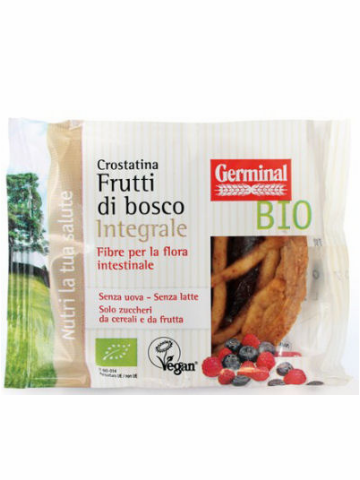 Nutri la tua salute
Crostatina
Frutti
di bosco
Integrale
Fibre per la flora
intestinale
Senza uova - Senza latte
Solo zuccheri
da cereali e da frutta
Germinal
BIO
Vegan